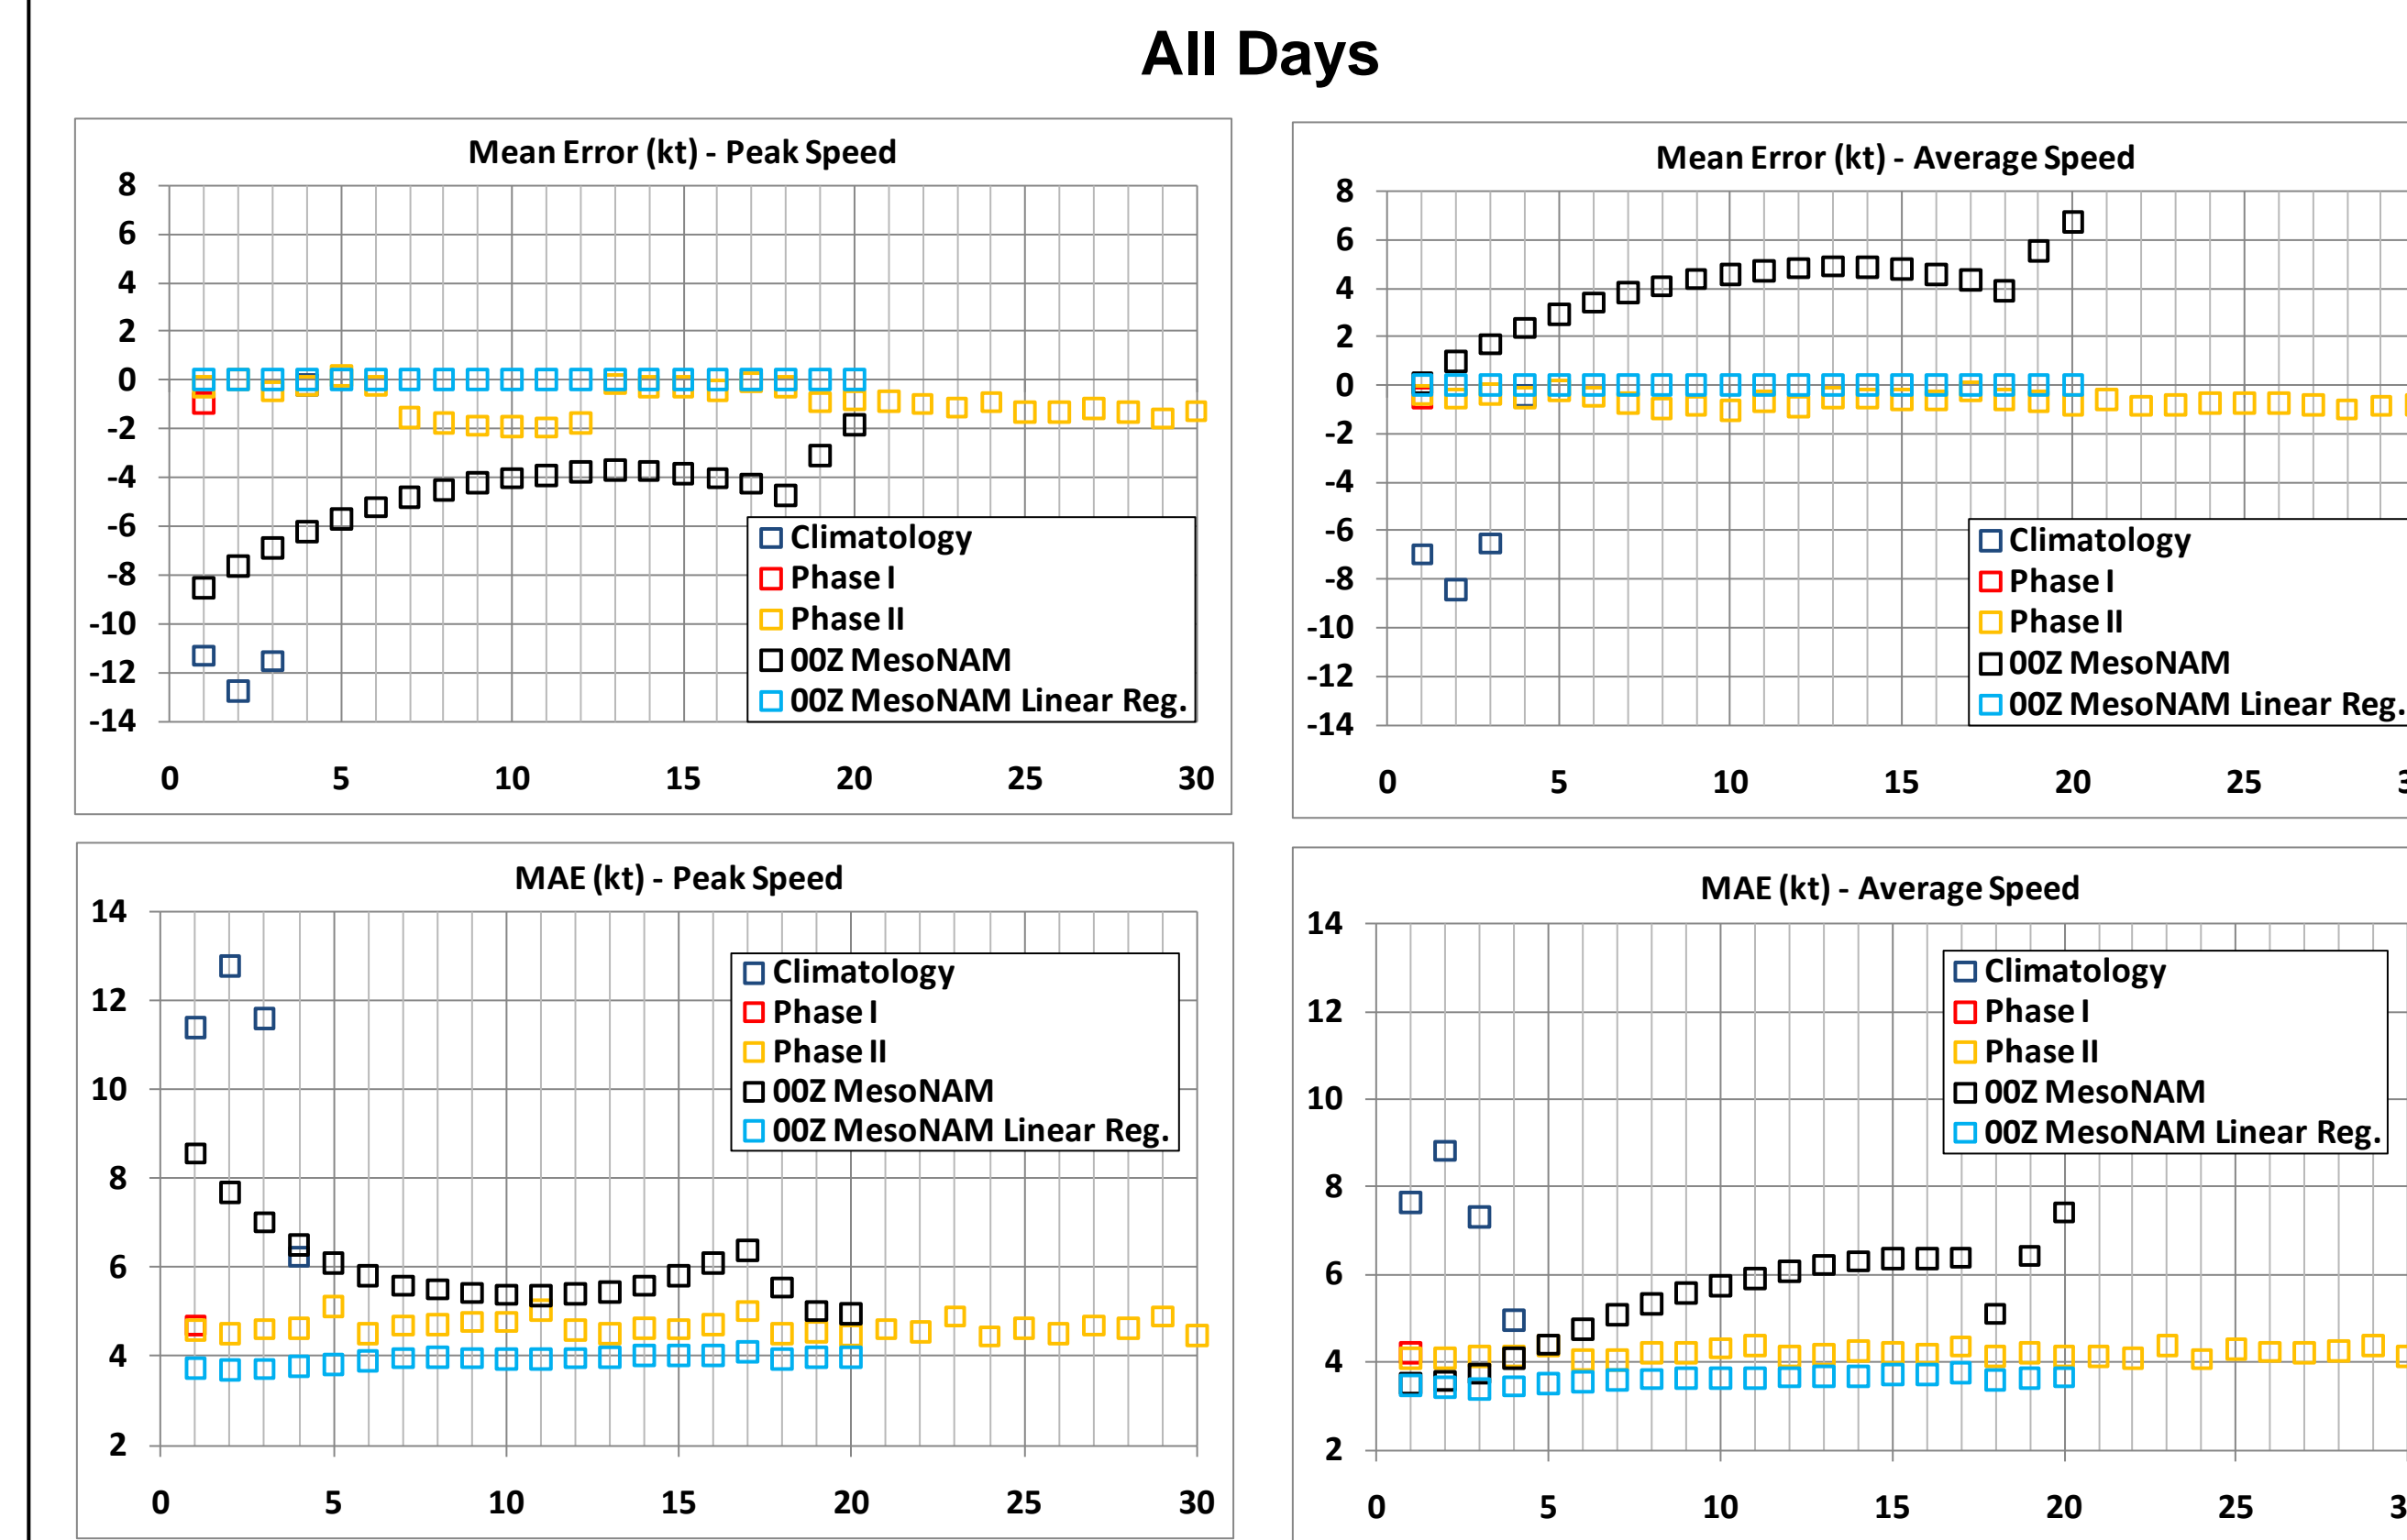 All Days
Mean Error (kt) - Peak Speed
8
6
4
2
0
-2
-4
-6
-8
-10
-12
-14
Climatology
Phase I
Phase II
00Z MesoNAM
00Z MesoNAM Linear Reg.
0 5 10 15 20 25 30
Mean Error (kt) - Average Speed
8
6
4
2
0
-2
-4
-6
-8
-10
-12
-14
Climatology
Phase I
Phase II
00Z MesoNAM
00Z MesoNAM Linear Reg.
0 5 10 15 20 25
MAE (kt) - Peak Speed
14
12
10
8
6
4
2
Climatology
Phase I
Phase II
00Z MesoNAM
00Z MesoNAM Linear Reg.
0 5 10 15 20 25 30
MAE (kt) - Average Speed
14
12
10
8
6
4
2
Climatology
Phase I
Phase II
00Z MesoNAM
00Z MesoNAM Linear Reg.
0 5 10 15 20 25